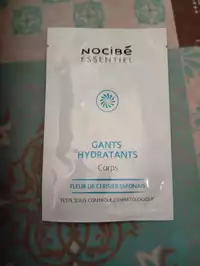 NOCIBé
ESSENTIEL
GANTS
HYDRATANTS
Corps
FLEUR DE CERISIER JAPONAIS
TESTÉ SOUS CONTRÔLE DERMATOLOGIQUE